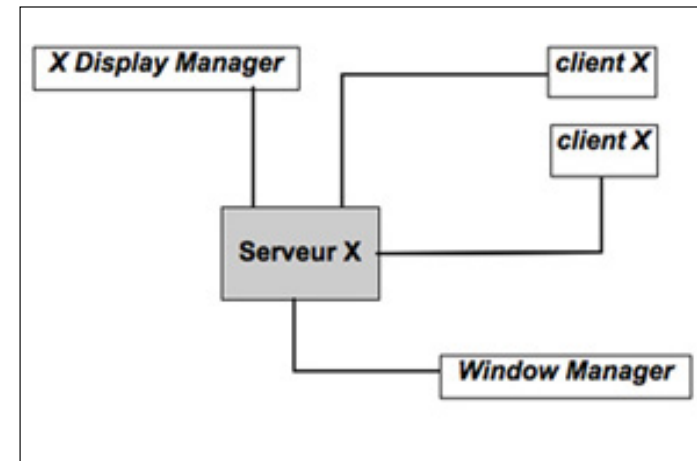 X Display Manager
client X
client X
Serveur X
Window Manager